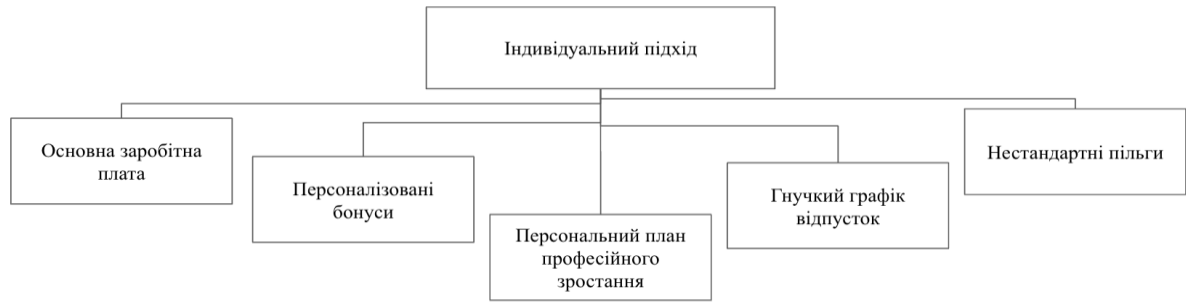 Індивідуальний підхід
Основна заробітна
плата
Персоналізовані
бонуси
Персональний план
професійного
зростання
Гнучкий графік
відпусток
Нестандартні пільги